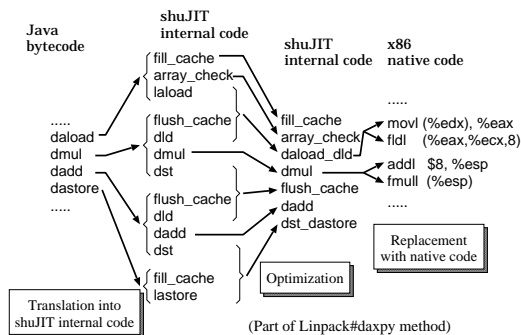 Java
bytecode
.....
daload
dmul
dadd
dastore
.....
shuJIT
internal code
fill_cache
array_check
laload
flush_cache
dld
dmul
dst
flush_cache
dld
dadd
dst
fill_cache
lastore
shuJIT
internal code
fill_cache
array_check
daload_dld
dmul
flush_cache
dadd
dst_dastore
x86
native code
.....
movl (%edx), %eax
fldl (%eax,%ecx,8)
addl $8, %esp
fmull (%esp)
.....
Translation into
shuJIT internal code
Optimization
Replacement
with native code
(Part of Linpack#daxpy method)